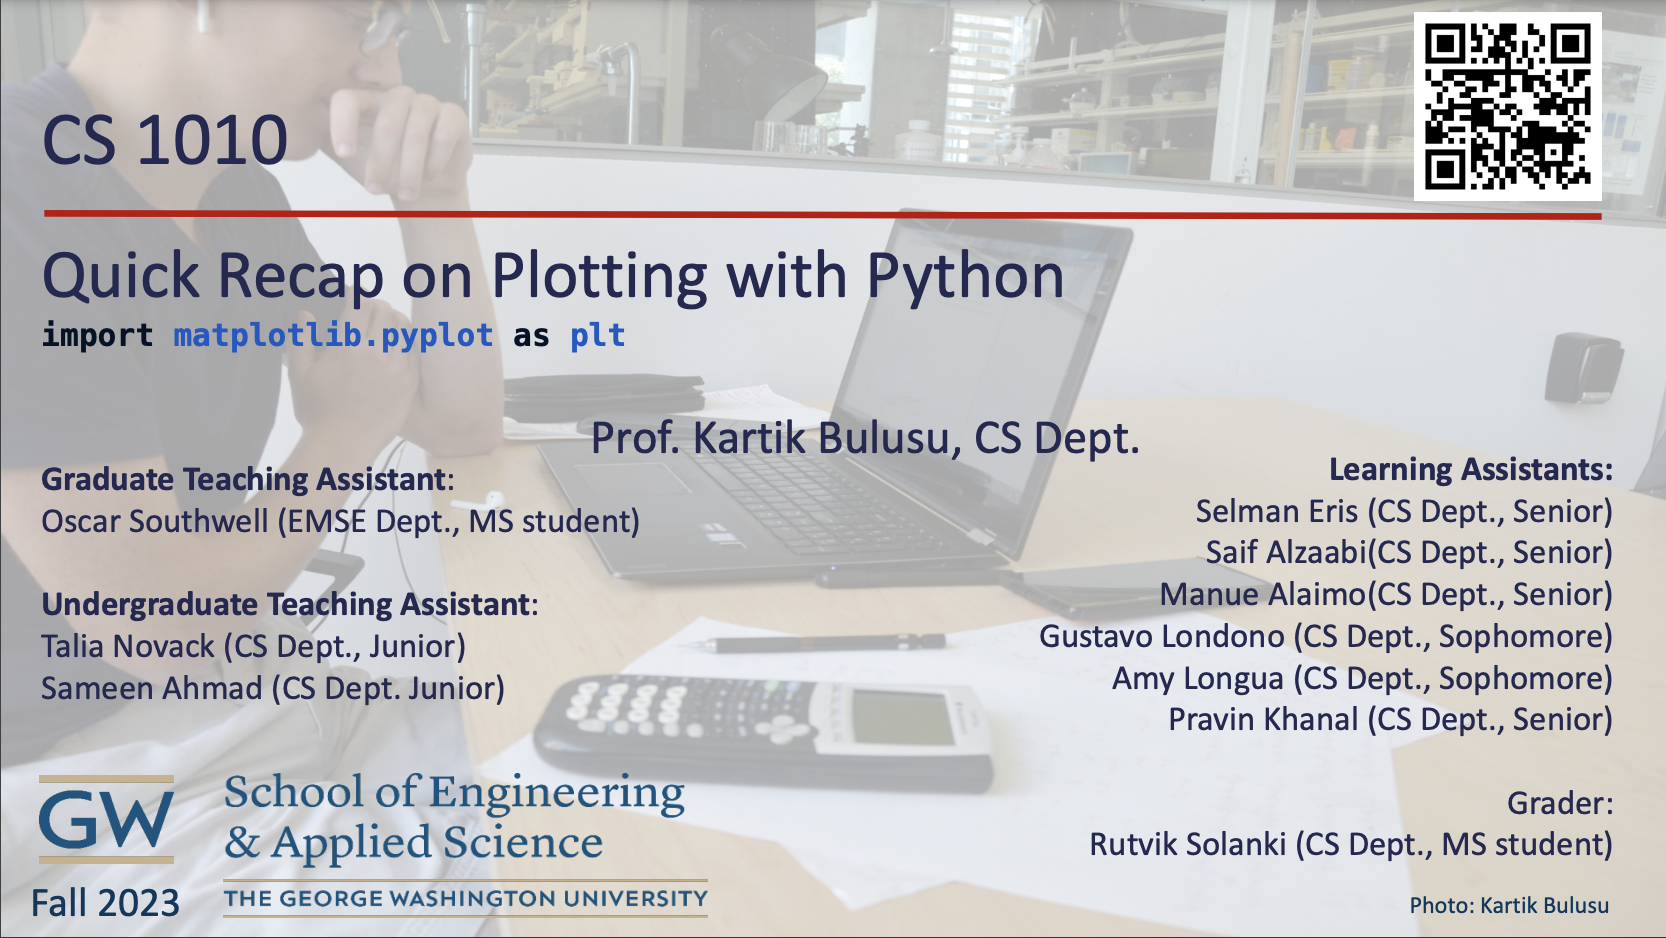 CS 1010
Quick Recap on Plotting with Python
import matplotlib.pyplot as plt
Prof. Kartik Bulusu, CS Dept.
Graduate Teaching Assistant:
Oscar Southwell (EMSE Dept., MS student)
Undergraduate Teaching Assistant:
Talia Novack (CS Dept., Junior)
Sameen Ahmad (CS Dept. Junior)
Learning Assistants:
Selman Eris (CS Dept., Senior)
Saif Alzaabi(CS Dept., Senior)
Manue Alaimo(CS Dept., Senior)
Gustavo Londono (CS Dept., Sophomore)
Amy Longua (CS Dept., Sophomore)
Pravin Khanal (CS Dept., Senior)
Grader:
Rutvik Solanki (CS Dept., MS student)
GW
School of Engineering
& Applied Science
THE GEORGE WASHINGTON UNIVERSITY
Fall 2023
Photo: Kartik Bulusu